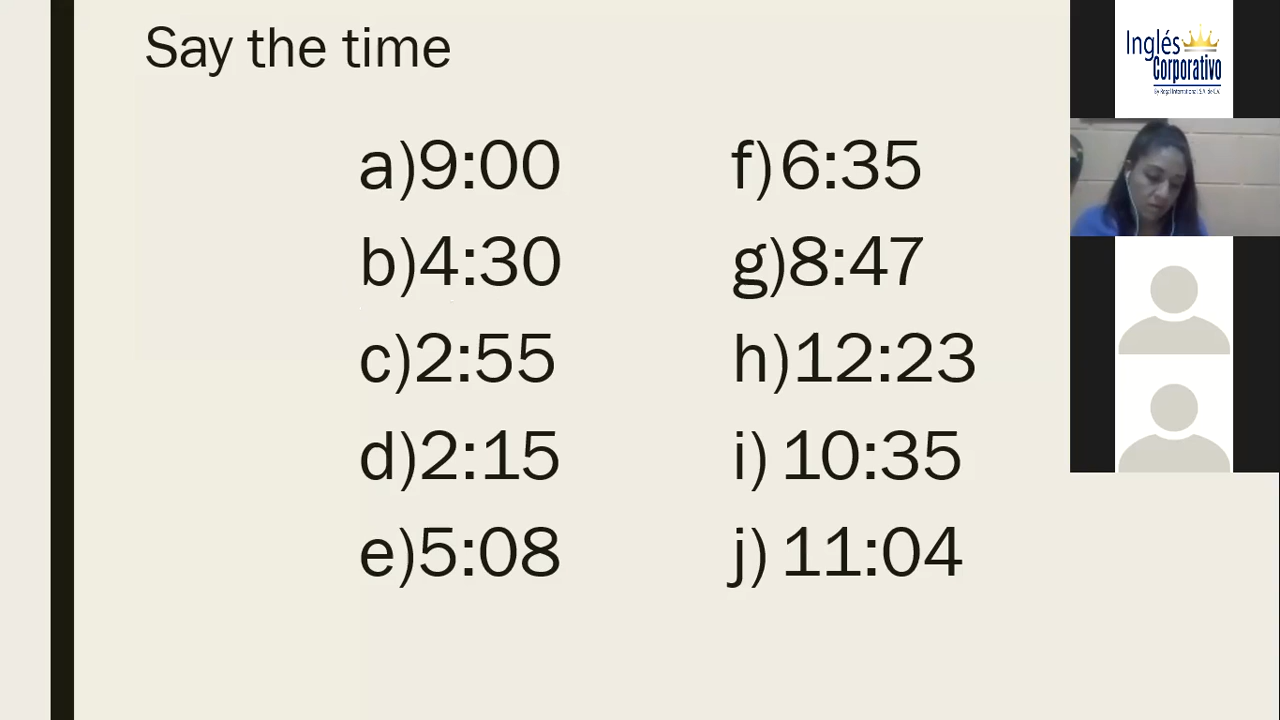 Say the time
a)9:00
b)4:30
c)2:55
d)2:15
e)5:08
f)6:35
g)8:47
h)12:23
i) 10:35
j) 11:04
Inglés
Corporativo